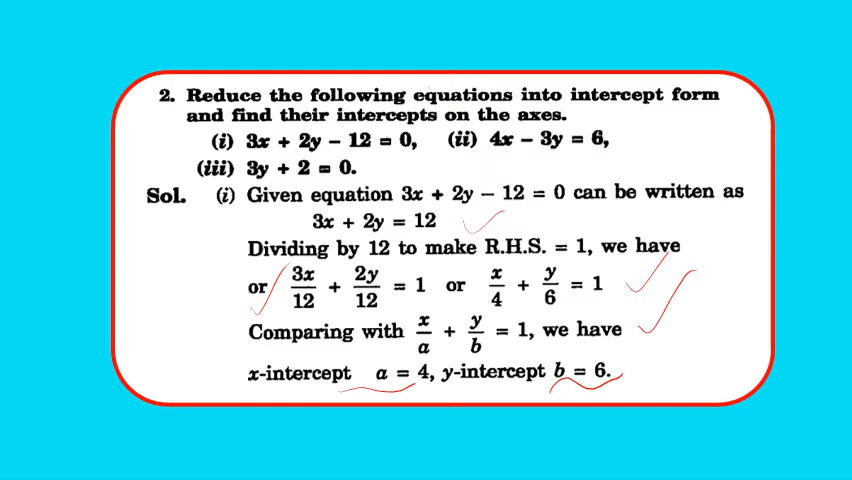 2. Reduce the following equations into intercept form
and find their intercepts on the axes.
(i) 3x + 2y − 12 = 0, (ii) 4x − 3y = 6,
(iii) 3y + 2 = 0.
Sol. (i) Given equation 3x + 2y − 12 = 0 can be written as
3x + 2y = 12
Dividing by 12 to make R.H.S. = 1, we have
or 3x/12 + 2y/12 = 1 or x/4 + y/6 = 1
Comparing with x/a + y/b = 1, we have
x-intercept a = 4, y-intercept b = 6.